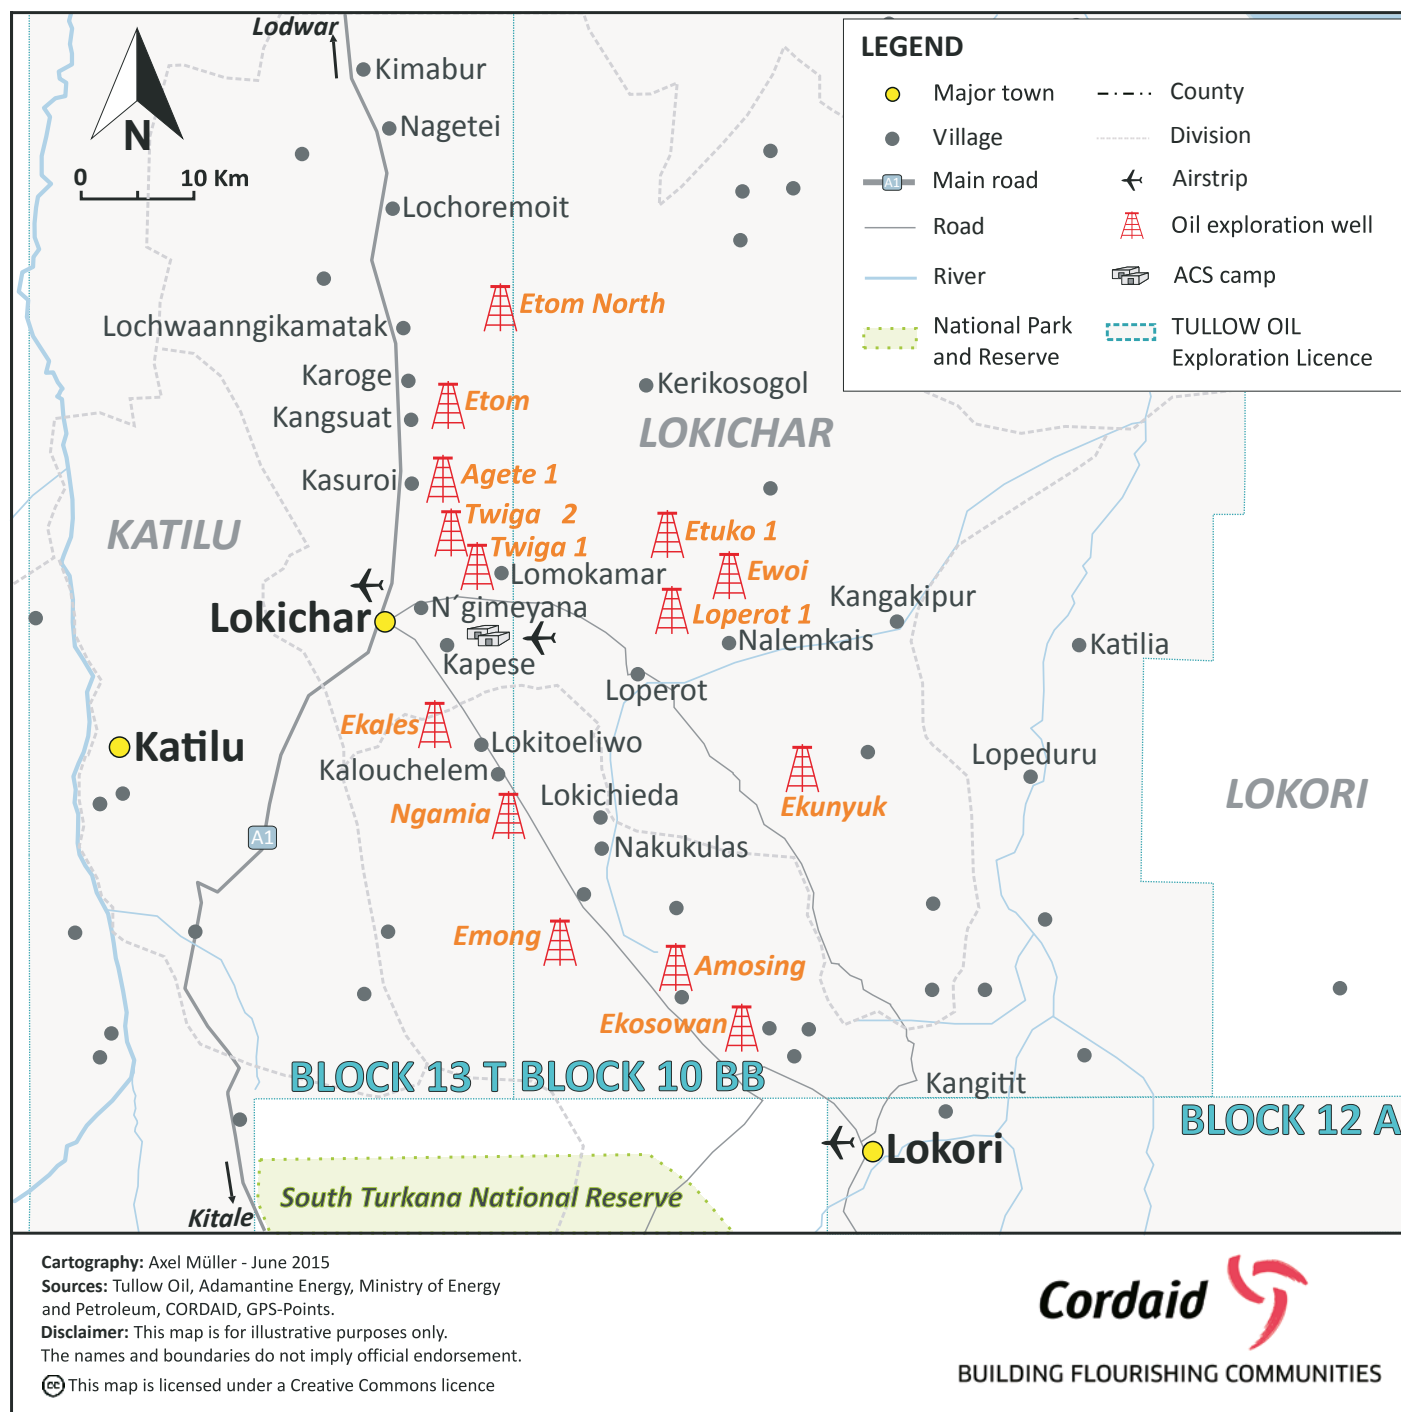 Lodwar
Kimabur
Nagetei
Lochoremoit
N
0 10 Km
LEGEND
Major town
County
Village
Division
A1
Main road
Airstrip
Road
Oil exploration well
River
ACS camp
National Park
and Reserve
TULLOW OIL
Exploration Licence
Etom North
Lochwaanngikamatak
Karoge
Kerikosogol
Etom
Kangsuat
LOKICHAR
Kasuroi
Agete 1
Twiga 2
Etuko 1
KATILU
Twiga 1
Lomokamar
Ewoi
Kangakipur
N´gimeyana
Loperot 1
Lokichar
Nalemkais
Katilia
Kapese
Loperot
Ekales
Lokitoeliwo
Katilu
Lopeduru
Kalouchelem
Lokichieda
LOKORI
Ngamia
Ekunyuk
A1
Nakukulas
Emong
Amosing
Ekosowan
BLOCK 13 T
BLOCK 10 BB
Kangitit
BLOCK 12 A
Lokori
South Turkana National Reserve
Kitale
Cartography: Axel Müller - June 2015
Sources: Tullow Oil, Adamantine Energy, Ministry of Energy
and Petroleum, CORDAID, GPS-Points.
Disclaimer: This map is for illustrative purposes only.
The names and boundaries do not imply official endorsement.
cc This map is licensed under a Creative Commons licence
Cordaid
BUILDING FLOURISHING COMMUNITIES